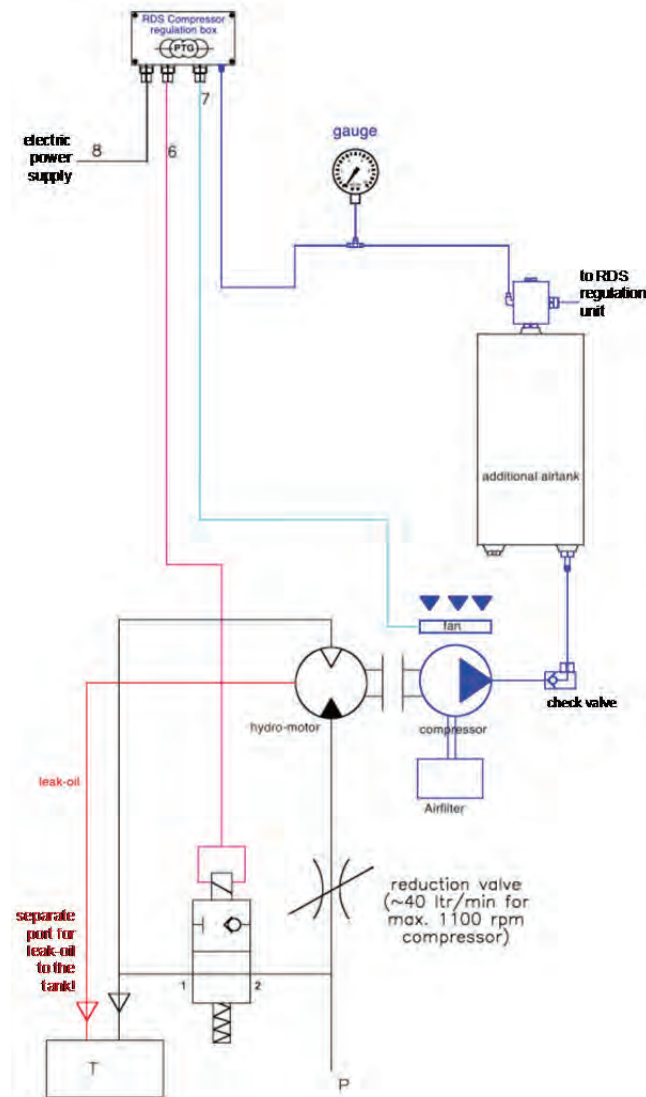 RDS Compressor
regulation box
PTG
7
electric
power
supply
8
6
gauge
to RDS
regulation
unit
additional airtank
fan
check valve
hydro-motor
compressor
leak-oil
Airfilter
reduction valve
(~40 ltr/min for
max. 1100 rpm
compressor)
separate
port for
leak-oil
to the
tank!
1
2
T
P